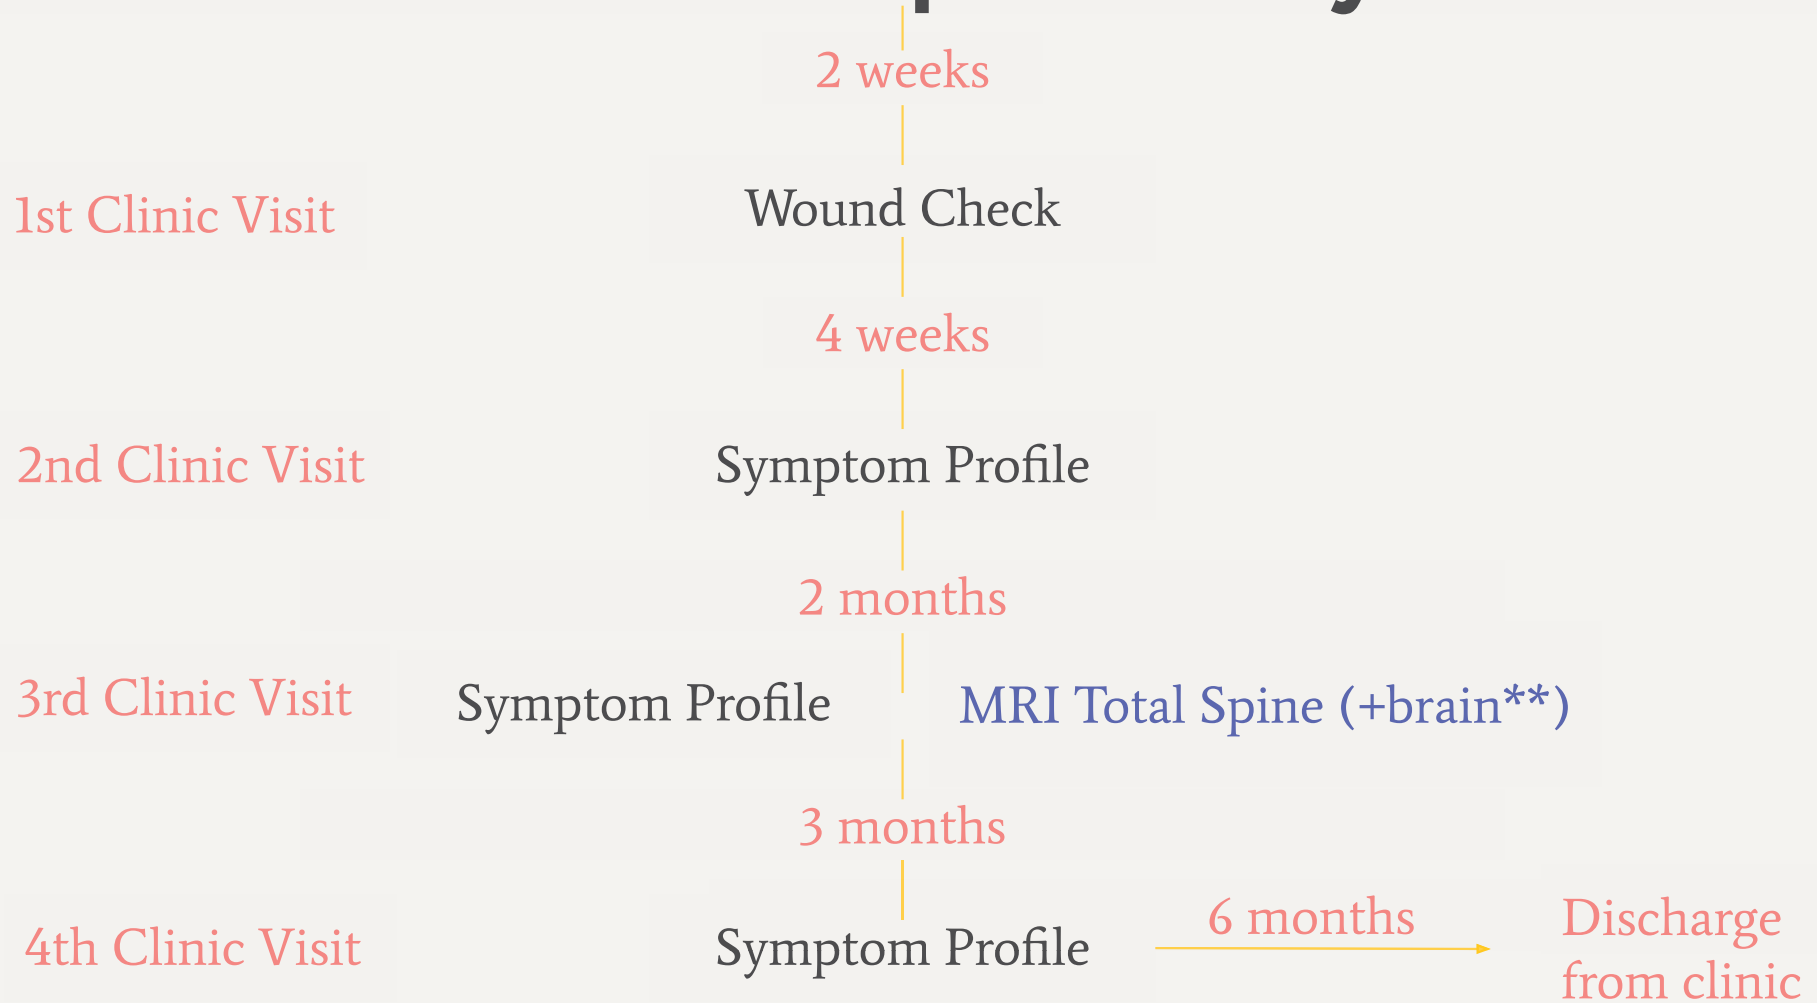 2 weeks
1st Clinic Visit Wound Check
4 weeks
2nd Clinic Visit Symptom Profile
2 months
3rd Clinic Visit Symptom Profile MRI Total Spine (+brain**)
3 months
4th Clinic Visit Symptom Profile 6 months Discharge
from clinic